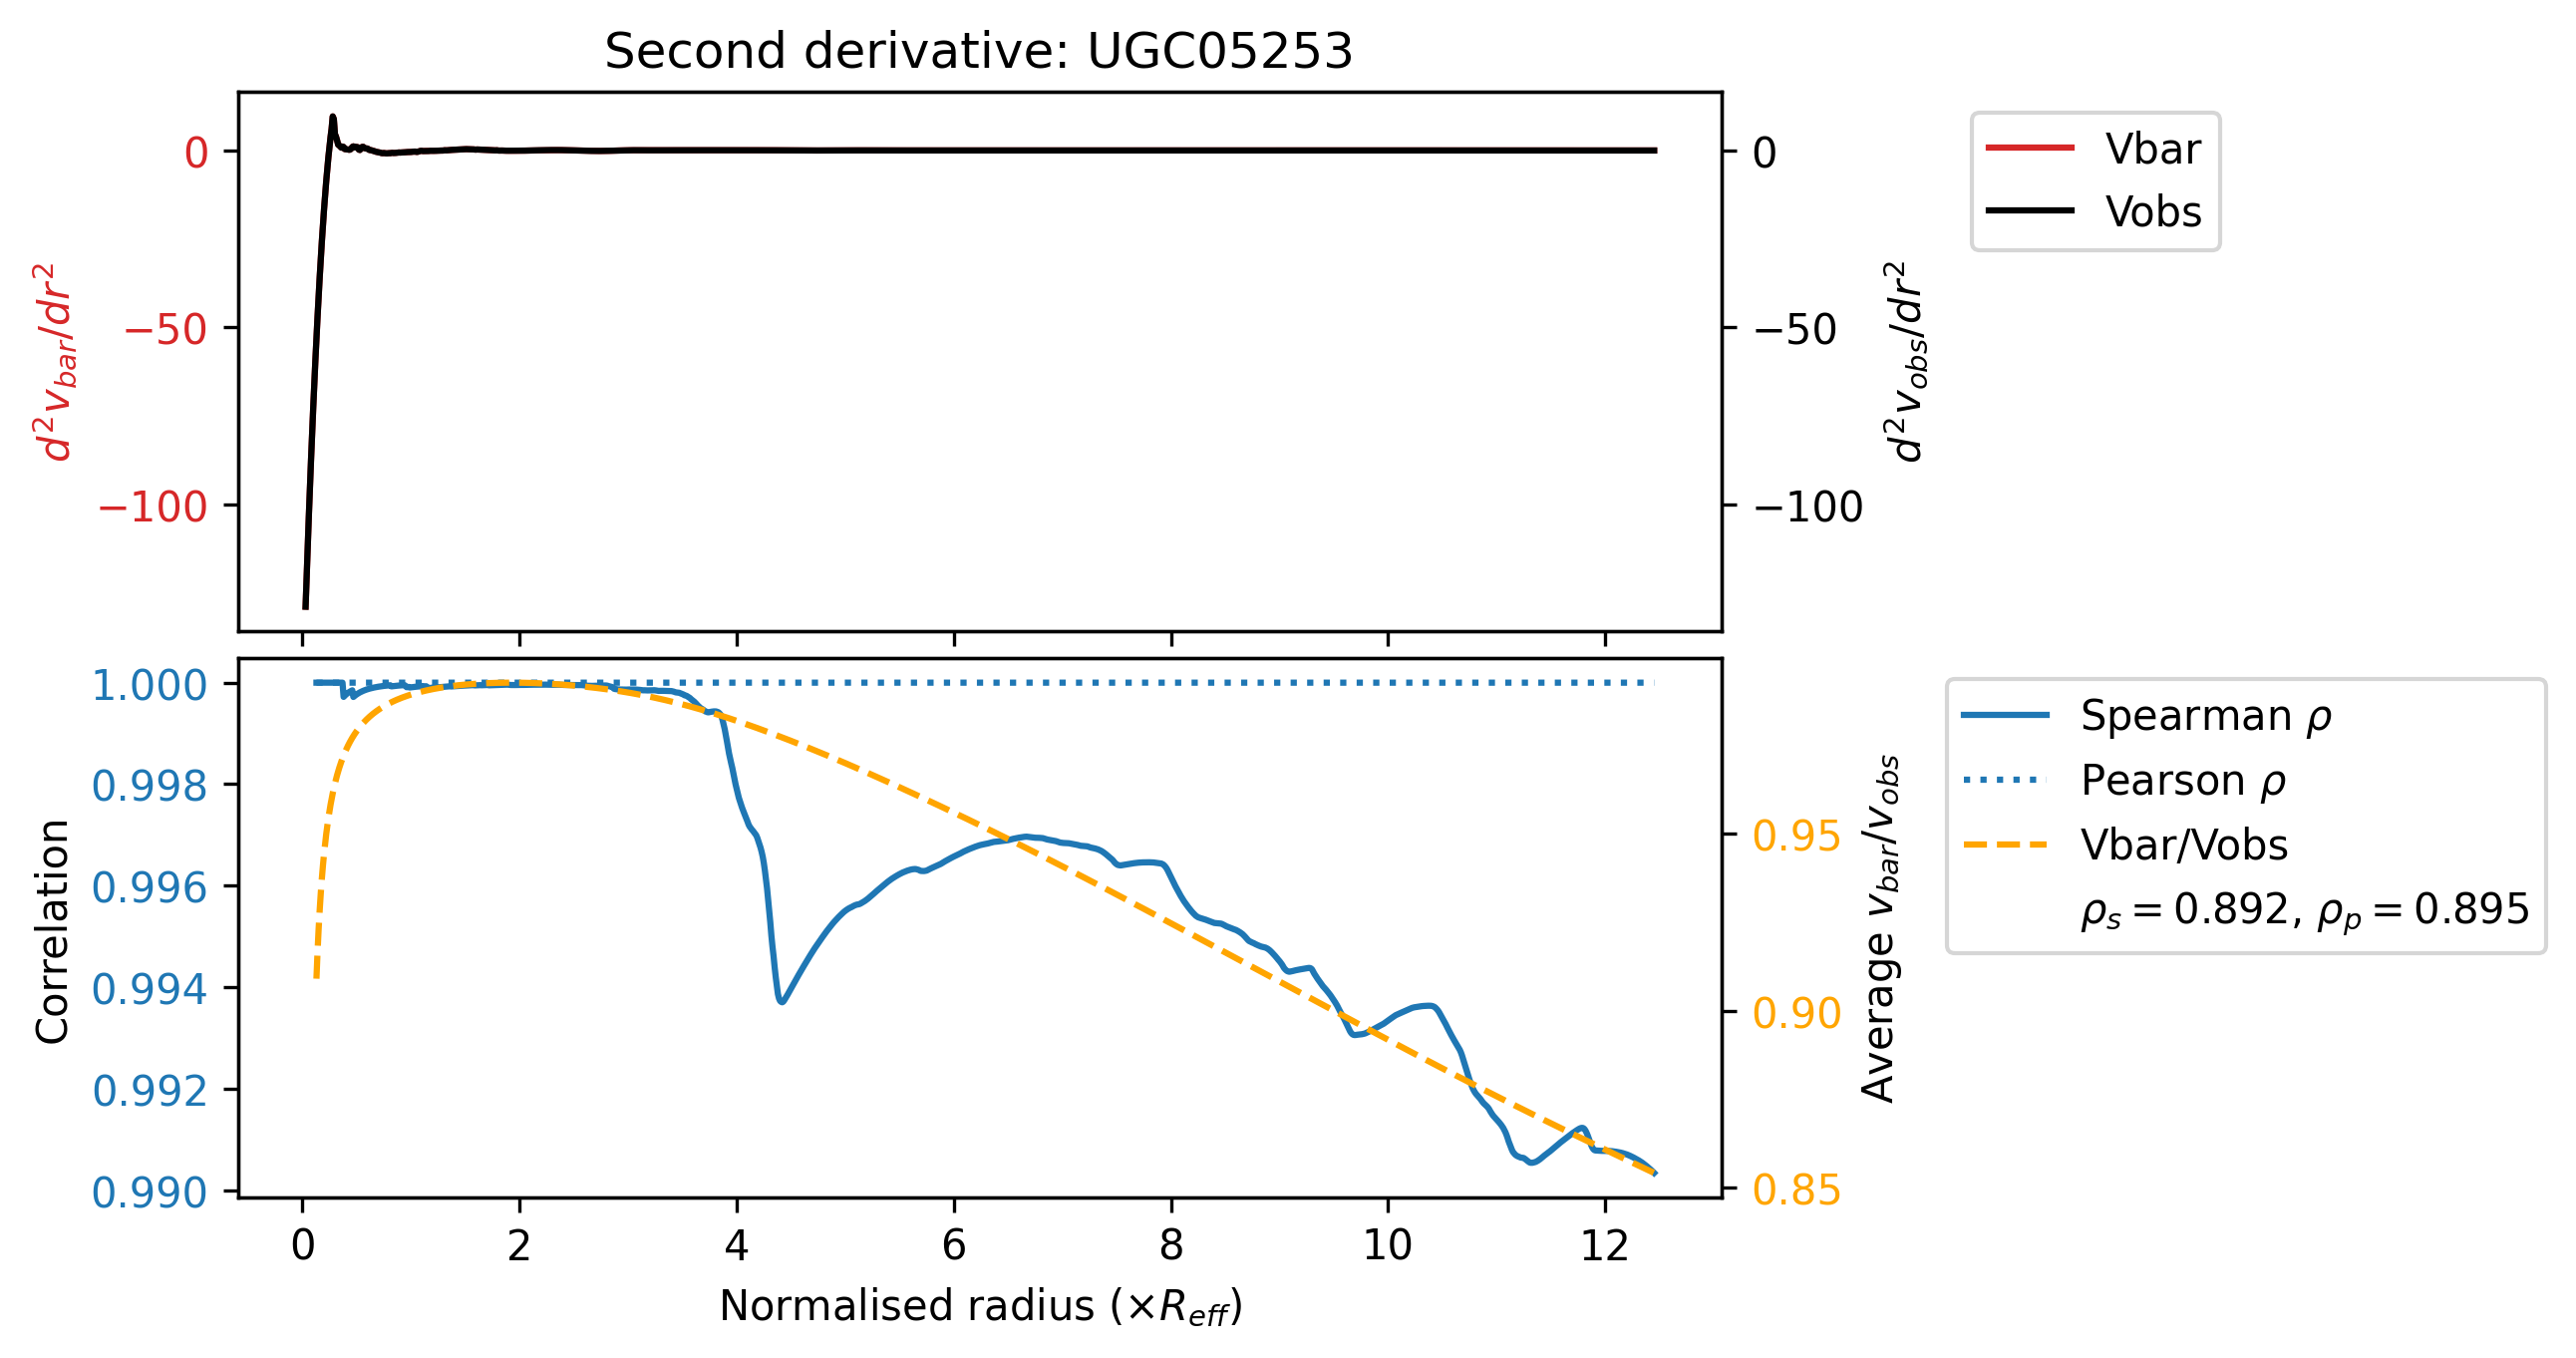 Second derivative: UGC05253
0
−50
−100
d²v_bar/dr²
0
−50
−100
d²v_obs/dr²
Vbar
Vobs
1.000
0.998
0.996
0.994
0.992
0.990
Correlation
0.95
0.90
0.85
Average v_bar/v_obs
Spearman ρ
Pearson ρ
Vbar/Vobs
ρ_s = 0.892, ρ_p = 0.895
0 2 4 6 8 10 12
Normalised radius (×R_eff)